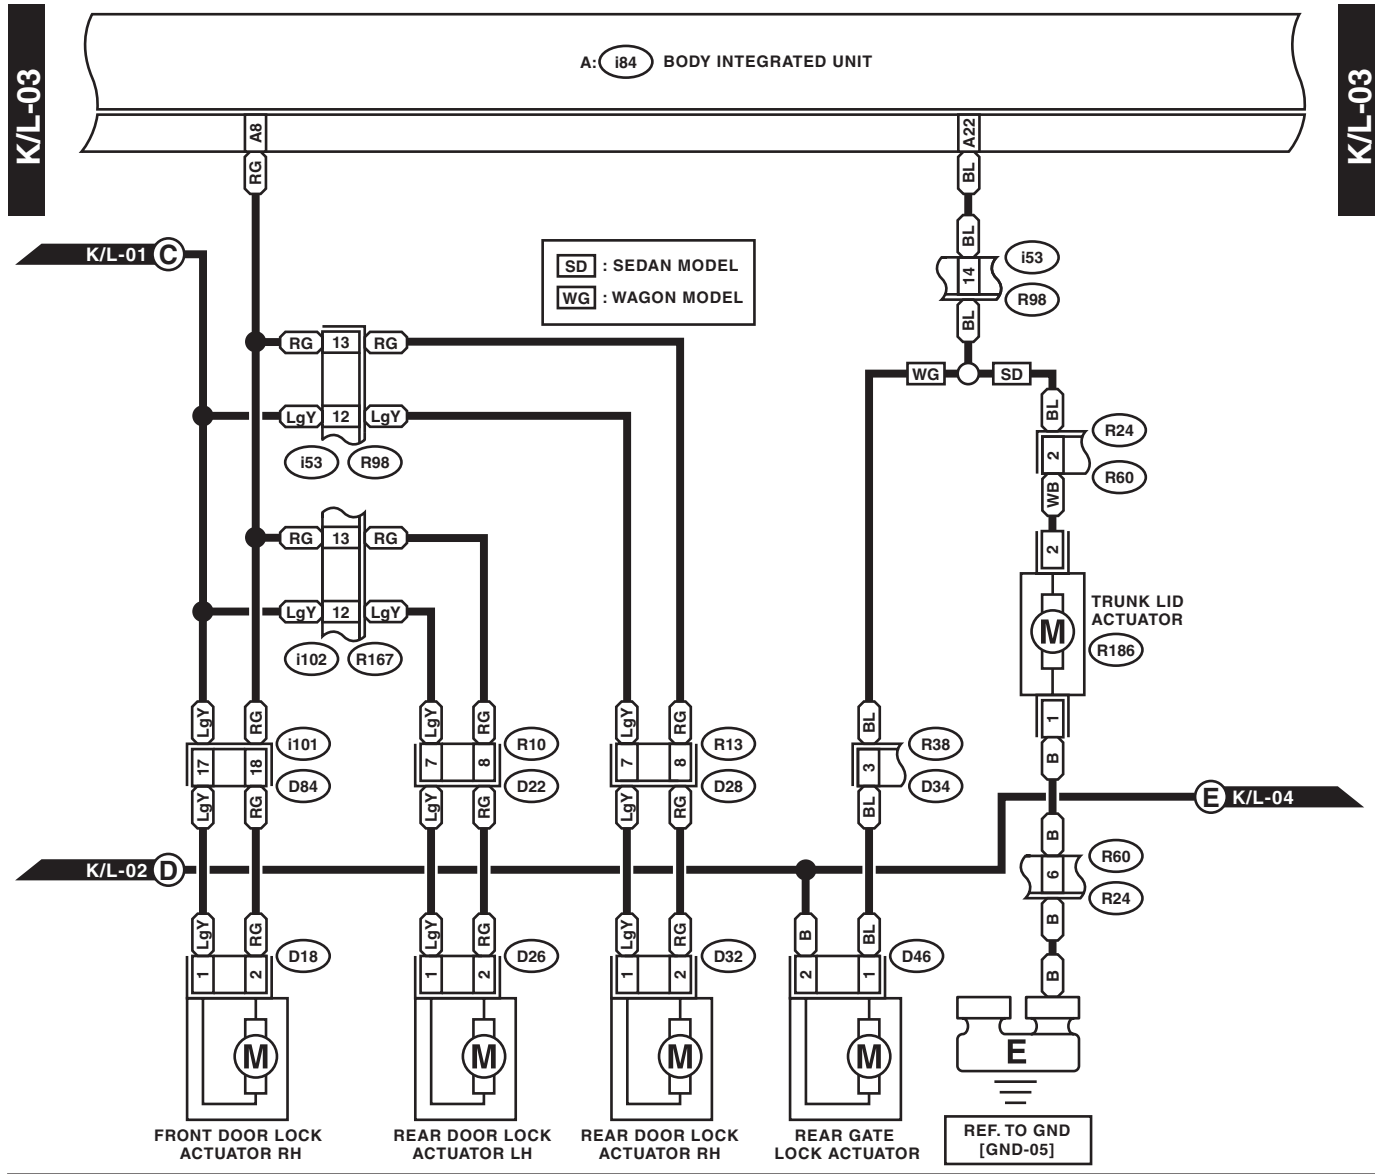 K/L-03
K/L-03
A: i84 BODY INTEGRATED UNIT
A8
A22
RG
BL
K/L-01 C
SD : SEDAN MODEL
WG : WAGON MODEL
BL
14
i53
R98
BL
RG 13 RG
LgY 12 LgY
i53 R98
WG SD
BL
R24
2
R60
WB
RG 13 RG
LgY 12 LgY
i102 R167
2
TRUNK LID
ACTUATOR
M
R186
1
B
LgY RG
i101
17 18
D84
LgY RG
LgY RG
R10
7 8
D22
LgY RG
LgY RG
R13
7 8
D28
LgY RG
BL
R38
3
D34
BL
E K/L-04
K/L-02 D
B
R60
6
R24
B
B
LgY RG
D18
1 2
M
FRONT DOOR LOCK
ACTUATOR RH
LgY RG
D26
1 2
M
REAR DOOR LOCK
ACTUATOR LH
LgY RG
D32
1 2
M
REAR DOOR LOCK
ACTUATOR RH
B BL
D46
2 1
M
REAR GATE
LOCK ACTUATOR
E
REF. TO GND
[GND-05]